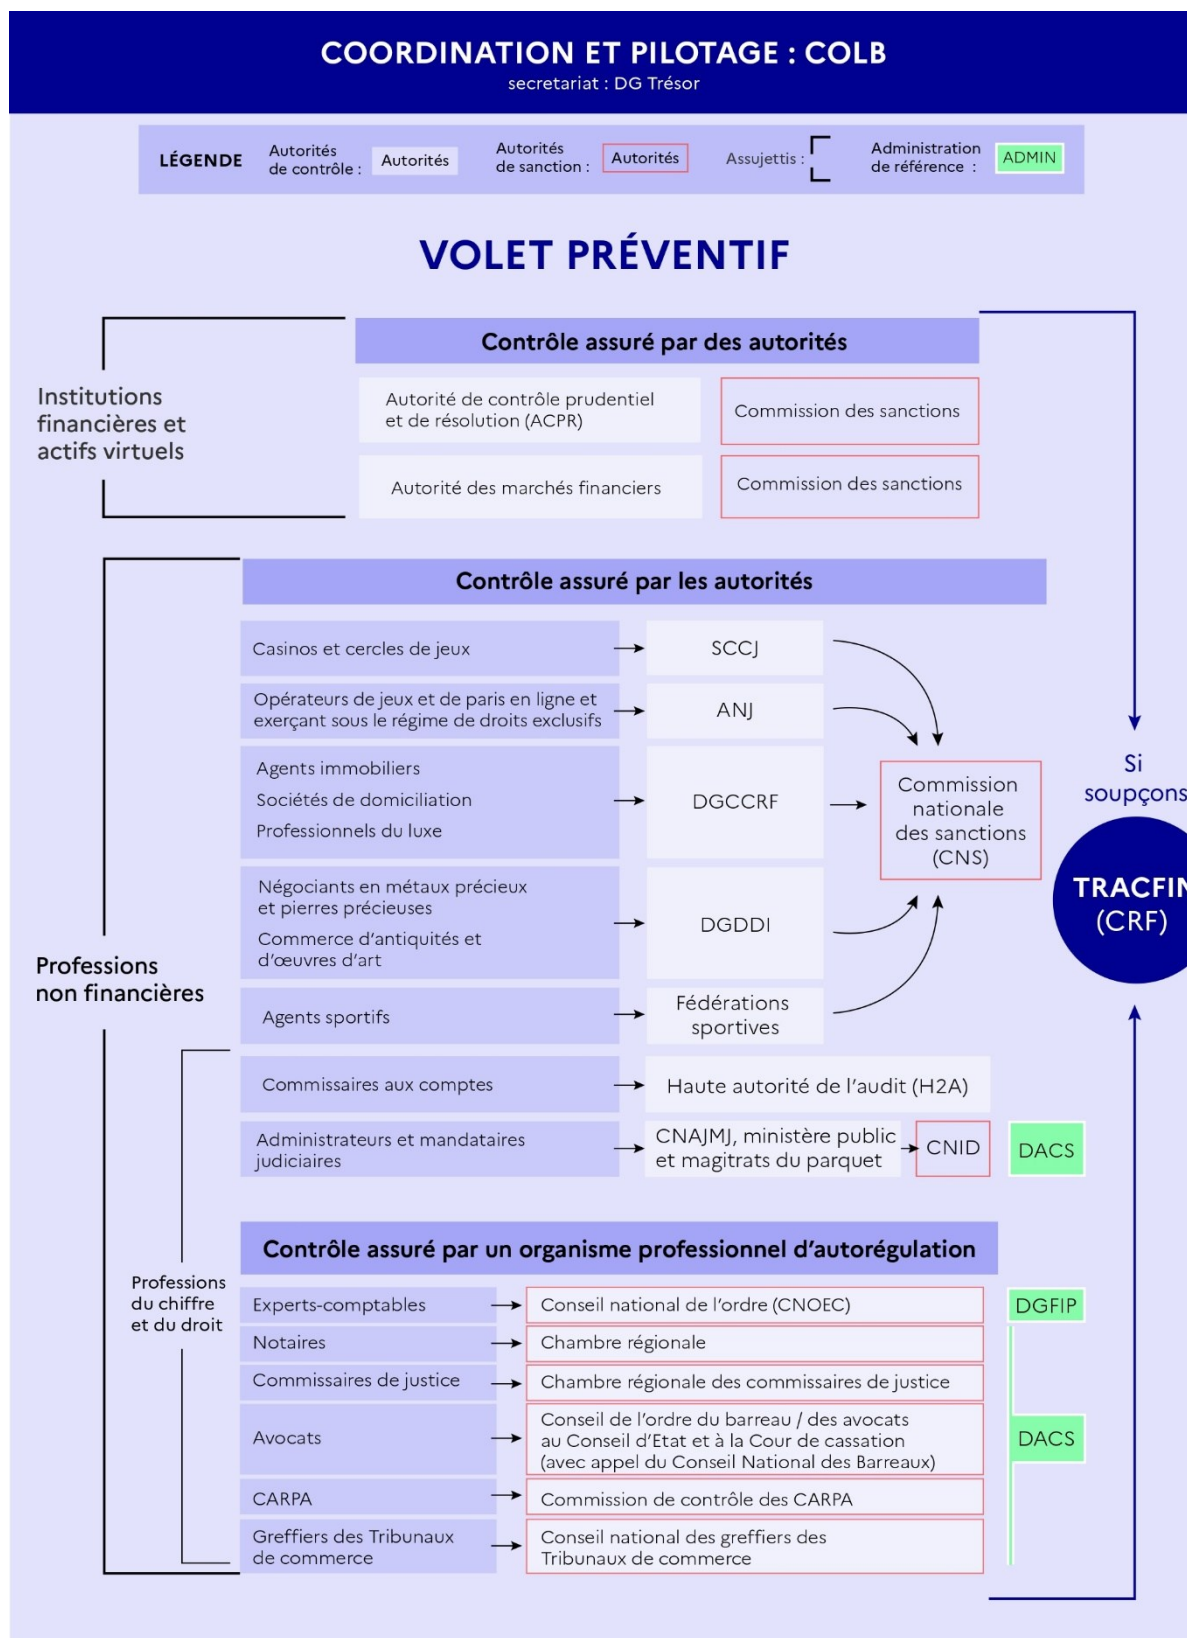 COORDINATION ET PILOTAGE : COLB
secretariat : DG Trésor
LÉGENDE
Autorités
de contrôle :
Autorités
Autorités
de sanction :
Autorités
Assujettis :
Administration
de référence :
ADMIN
VOLET PRÉVENTIF
Contrôle assuré par des autorités
Institutions
financières et
actifs virtuels
Autorité de contrôle prudentiel
et de résolution (ACPR)
Commission des sanctions
Autorité des marchés financiers
Commission des sanctions
Contrôle assuré par les autorités
Casinos et cercles de jeux
SCCJ
Opérateurs de jeux et de paris en ligne et
exerçant sous le régime de droits exclusifs
ANJ
Agents immobiliers
Sociétés de domiciliation
Professionnels du luxe
DGCCRF
Commission
nationale
des sanctions
(CNS)
Si
soupçons
TRACFIN
(CRF)
Négociants en métaux précieux
et pierres précieuses
Commerce d'antiquités et
d'œuvres d'art
DGDDI
Professions
non financières
Agents sportifs
Fédérations
sportives
Commissaires aux comptes
Haute autorité de l'audit (H2A)
Administrateurs et mandataires
judiciaires
CNAJMJ, ministère public
et magitrats du parquet
CNID
DACS
Contrôle assuré par un organisme professionnel d'autorégulation
Professions
du chiffre
et du droit
Experts-comptables
Conseil national de l'ordre (CNOEC)
DGFIP
Notaires
Chambre régionale
Commissaires de justice
Chambre régionale des commissaires de justice
Avocats
Conseil de l'ordre du barreau / des avocats
au Conseil d'Etat et à la Cour de cassation
(avec appel du Conseil National des Barreaux)
DACS
CARPA
Commission de contrôle des CARPA
Greffiers des Tribunaux
de commerce
Conseil national des greffiers des
Tribunaux de commerce